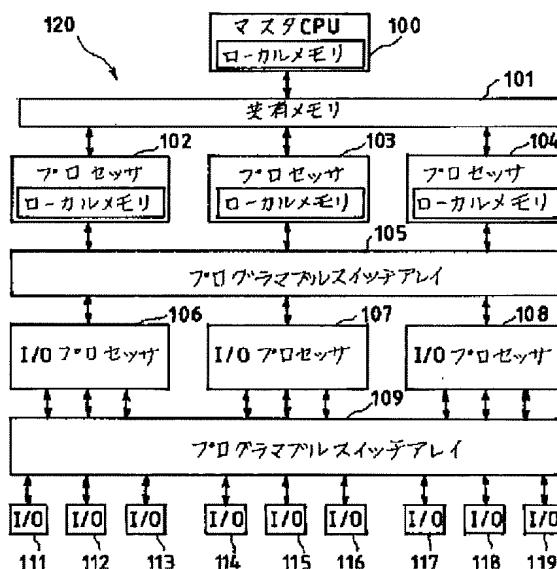 120
マスタCPU
100
ローカルメモリ
101
共有メモリ
102
103
104
プロセッサ
プロセッサ
プロセッサ
ローカルメモリ
ローカルメモリ
ローカルメモリ
105
プログラマブルスイッチアレイ
106
107
108
I/Oプロセッサ
I/Oプロセッサ
I/Oプロセッサ
109
プログラマブルスイッチアレイ
I/O
I/O
I/O
I/O
I/O
I/O
I/O
I/O
I/O
111
112
113
114
115
116
117
118
119